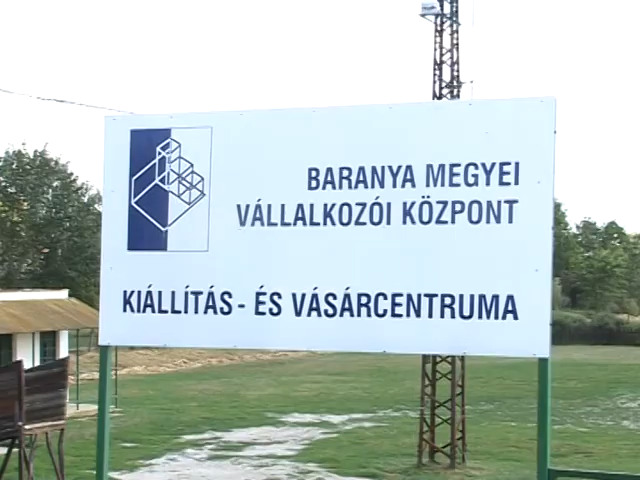 BARANYA MEGYEI
VÁLLALKOZÓI KÖZPONT
KIÁLLÍTÁS - ÉS VÁSÁRCENTRUMA